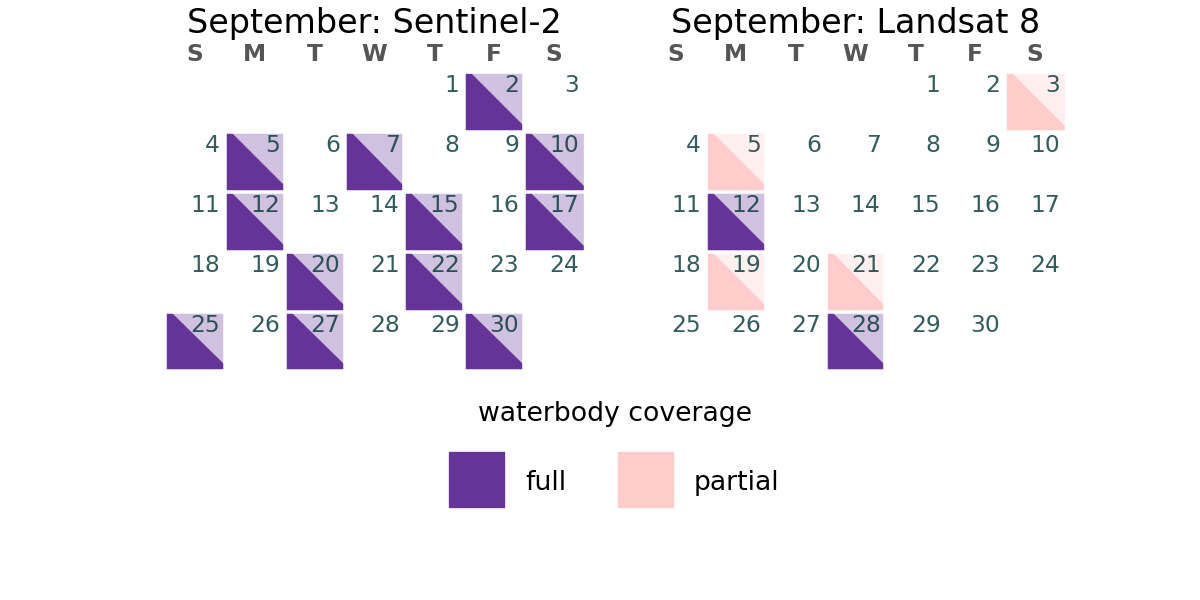 September: Sentinel-2
S M T W T F S
1 2 3
4 5 6 7 8 9 10
11 12 13 14 15 16 17
18 19 20 21 22 23 24
25 26 27 28 29 30
September: Landsat 8
S M T W T F S
1 2 3
4 5 6 7 8 9 10
11 12 13 14 15 16 17
18 19 20 21 22 23 24
25 26 27 28 29 30
waterbody coverage
full partial